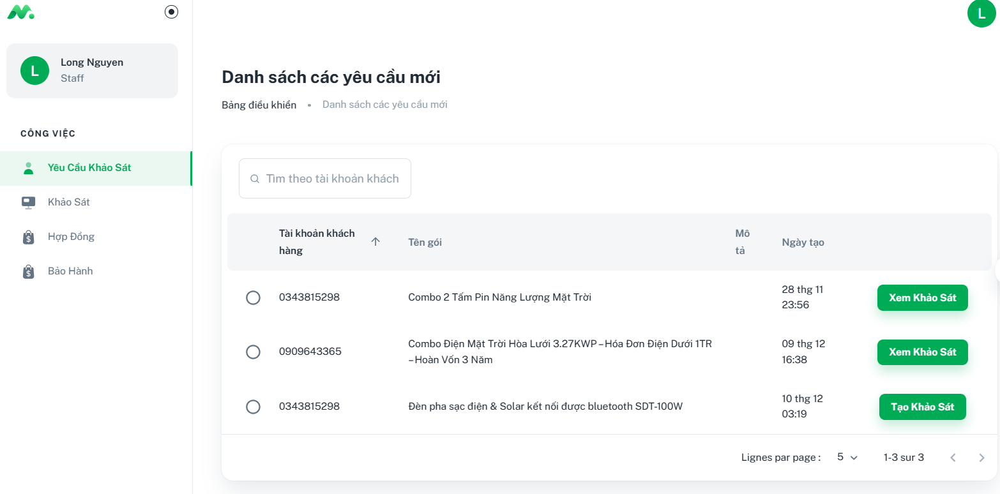 L
L
Long Nguyen
Staff
CÔNG VIỆC
Yêu Cầu Khảo Sát
Khảo Sát
Hợp Đồng
Bảo Hành
Danh sách các yêu cầu mới
Bảng điều khiển • Danh sách các yêu cầu mới
Tìm theo tài khoản khách
Tài khoản khách
hàng
Tên gói
Mô
tả
Ngày tạo
0343815298
Combo 2 Tấm Pin Năng Lượng Mặt Trời
28 thg 11
23:56
Xem Khảo Sát
0909643365
Combo Điện Mặt Trời Hòa Lưới 3.27KWP – Hóa Đơn Điện Dưới 1TR
– Hoàn Vốn 3 Năm
09 thg 12
16:38
Xem Khảo Sát
0343815298
Đèn pha sạc điện & Solar kết nối được bluetooth SDT-100W
10 thg 12
03:19
Tạo Khảo Sát
Lignes par page : 5 1-3 sur 3